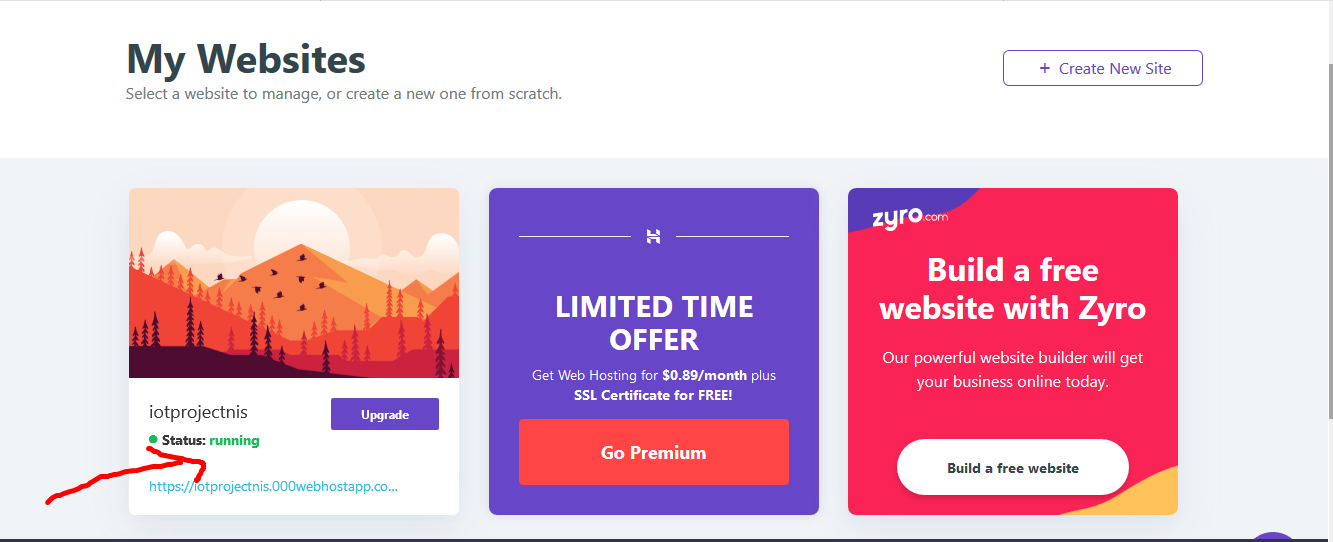 My Websites
Select a website to manage, or create a new one from scratch.
+ Create New Site
iotprojectnis
Upgrade
Status: running
https://iotprojectnis.000webhostapp.co...
LIMITED TIME
OFFER
Get Web Hosting for $0.89/month plus
SSL Certificate for FREE!
Go Premium
zyro.com
Build a free
website with Zyro
Our powerful website builder will get
your business online today.
Build a free website